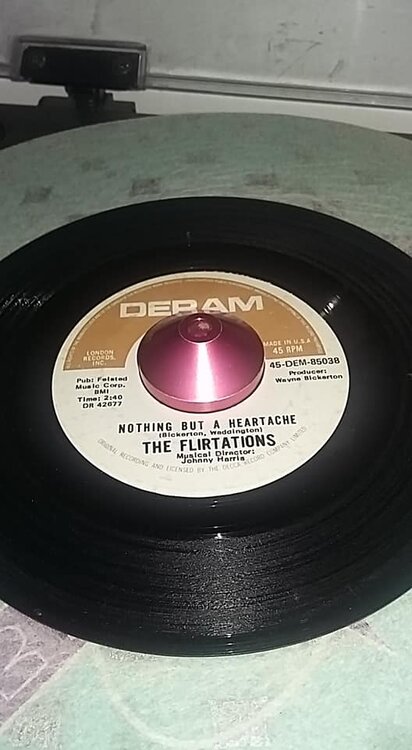 DERAM
LONDON
RECORDS,
INC.
MADE IN U.S.A
45 RPM
45-DEM-85038
Pub: Felsted
Music Corp.
BMI
Time: 2:40
DR 42677
Producer:
Wayne Bickerton
NOTHING BUT A HEARTACHE
(Bickerton, Waddington)
THE FLIRTATIONS
Musical Director:
Johnny Harris
ORIGINAL RECORDING AND LICENSED BY THE DECCA RECORD COMPANY LIMITED